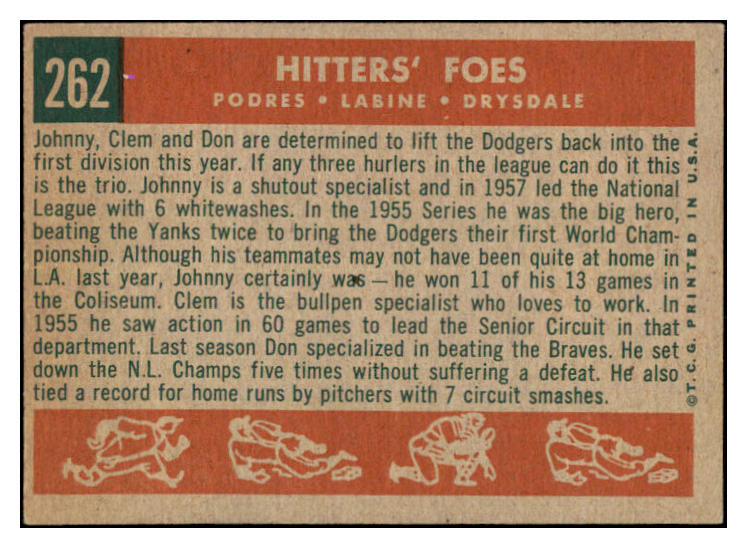 262
HITTERS' FOES
PODRES • LABINE • DRYSDALE
Johnny, Clem and Don are determined to lift the Dodgers back into the
first division this year. If any three hurlers in the league can do it this
is the trio. Johnny is a shutout specialist and in 1957 led the National
League with 6 whitewashes. In the 1955 Series he was the big hero,
beating the Yanks twice to bring the Dodgers their first World Cham-
pionship. Although his teammates may not have been quite at home in
L.A. last year, Johnny certainly was — he won 11 of his 13 games in
the Coliseum. Clem is the bullpen specialist who loves to work. In
1955 he saw action in 60 games to lead the Senior Circuit in that
department. Last season Don specialized in beating the Braves. He set
down the N.L. Champs five times without suffering a defeat. He also
tied a record for home runs by pitchers with 7 circuit smashes.
©T.C.G. PRINTED IN U.S.A.